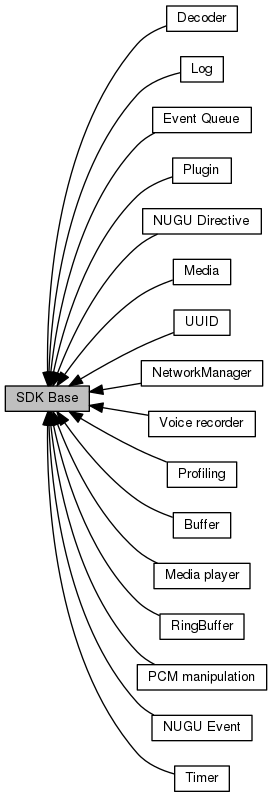 Decoder
Log
Event Queue
Plugin
NUGU Directive
Media
UUID
NetworkManager
SDK Base
Voice recorder
Profiling
Buffer
Media player
RingBuffer
PCM manipulation
NUGU Event
Timer